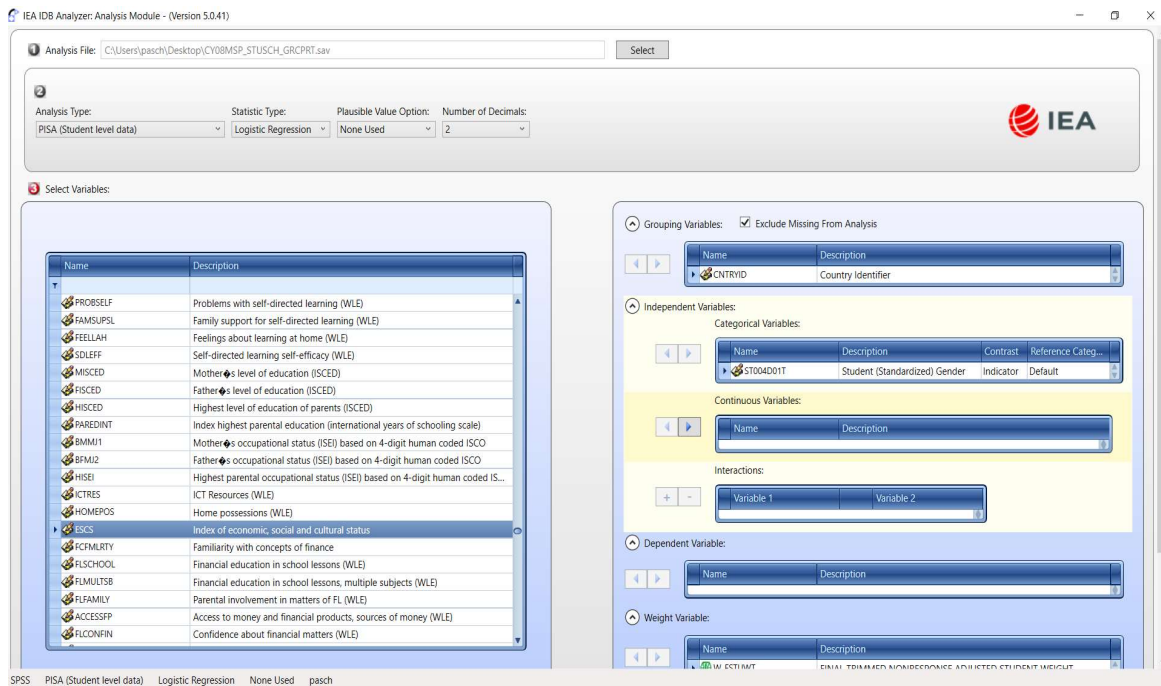 IEA IDB Analyzer: Analysis Module - (Version 5.0.41)
1 Analysis File: C:\Users\pasch\Desktop\CY08MSP_STUSCH_GRCPRT.sav Select
2
Analysis Type: Statistic Type: Plausible Value Option: Number of Decimals:
PISA (Student level data) Logistic Regression None Used 2
IEA
3 Select Variables:
Name Description
PROBSELF Problems with self-directed learning (WLE)
FAMSUPSL Family support for self-directed learning (WLE)
FEELLAH Feelings about learning at home (WLE)
SDLEFF Self-directed learning self-efficacy (WLE)
MISCED Mother�s level of education (ISCED)
FISCED Father�s level of education (ISCED)
HISCED Highest level of education of parents (ISCED)
PAREDINT Index highest parental education (international years of schooling scale)
BMMJ1 Mother�s occupational status (ISEI) based on 4-digit human coded ISCO
BFMJ2 Father�s occupational status (ISEI) based on 4-digit human coded ISCO
HISEI Highest parental occupational status (ISEI) based on 4-digit human coded IS...
ICTRES ICT Resources (WLE)
HOMEPOS Home possessions (WLE)
ESCS Index of economic, social and cultural status
FCFMLRTY Familiarity with concepts of finance
FLSCHOOL Financial education in school lessons (WLE)
FLMULTSB Financial education in school lessons, multiple subjects (WLE)
FLFAMILY Parental involvement in matters of FL (WLE)
ACCESSFP Access to money and financial products, sources of money (WLE)
FLCONFIN Confidence about financial matters (WLE)
Grouping Variables: Exclude Missing From Analysis
Name Description
CNTRYID Country Identifier
Independent Variables:
Categorical Variables:
Name Description Contrast Reference Categ...
ST004D01T Student (Standardized) Gender Indicator Default
Continuous Variables:
Name Description
Interactions:
+ - Variable 1 Variable 2
Dependent Variable:
Name Description
Weight Variable:
Name Description
W_FSTUWT FINAL TRIMMED NONRESPONSE ADJUSTED STUDENT WEIGHT
SPSS PISA (Student level data) Logistic Regression None Used pasch